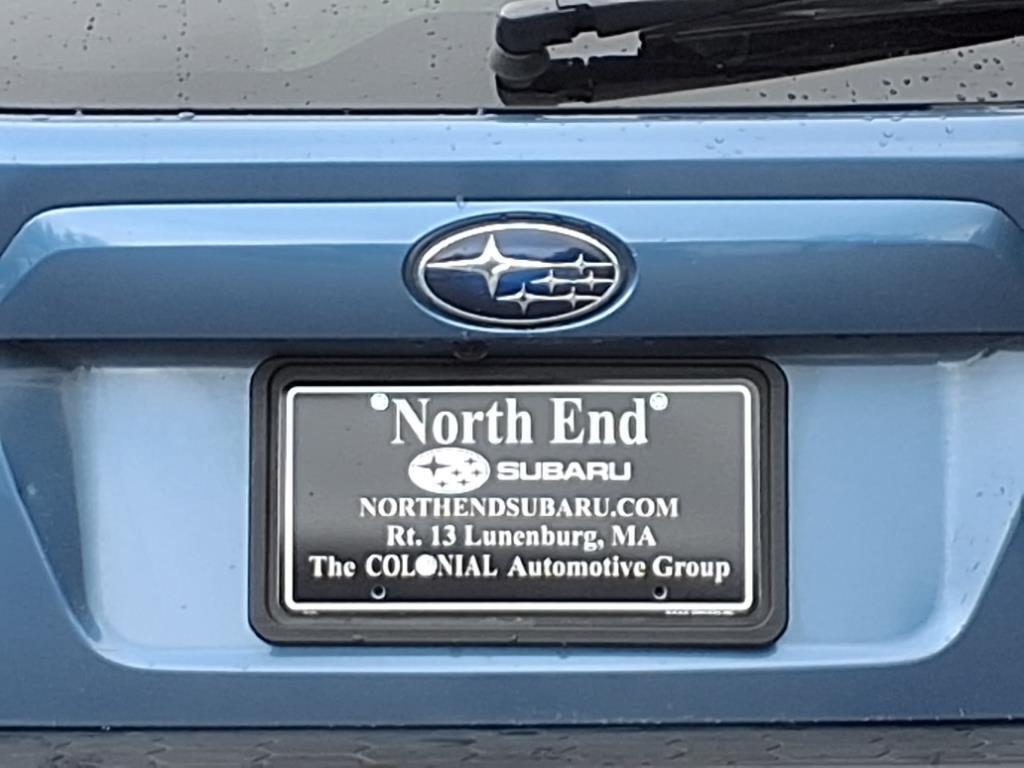 North End
SUBARU
NORTHENDSUBARU.COM
Rt. 13 Lunenburg, MA
The COLONIAL Automotive Group